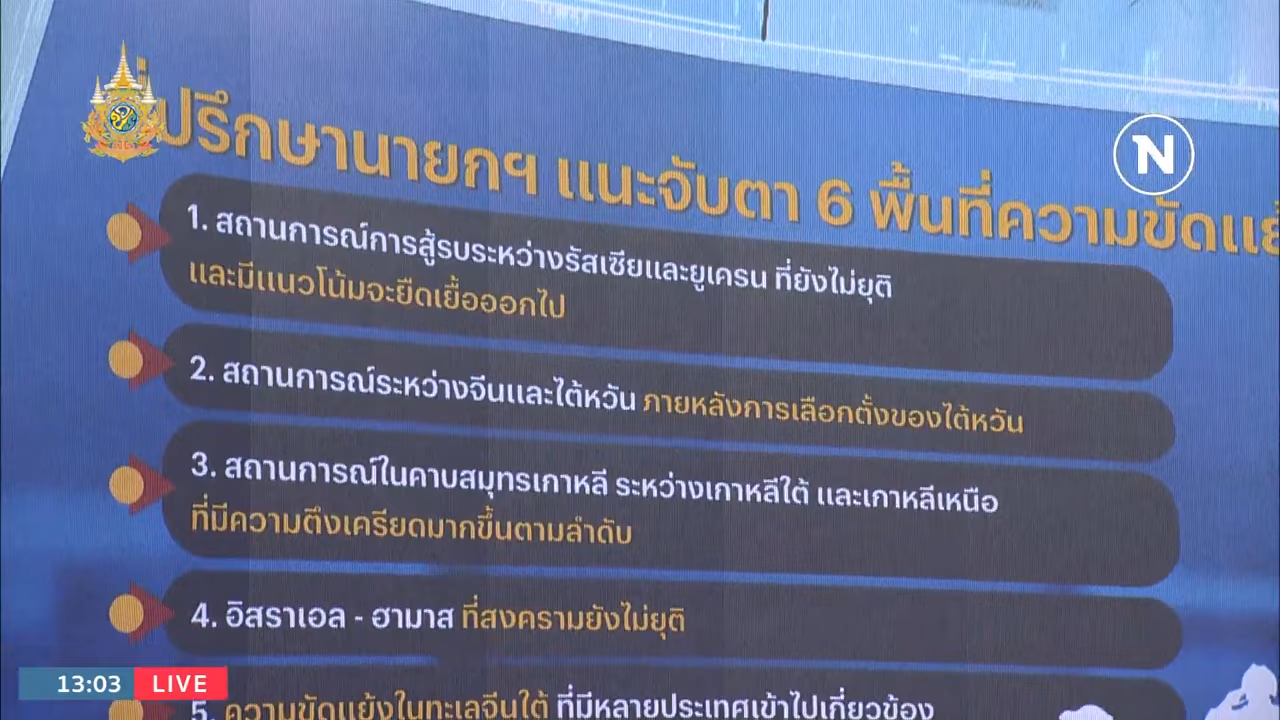 ปรึกษานายกฯ แนะจับตา 6 พื้นที่ความขัดแย้
N
1. สถานการณ์การสู้รบระหว่างรัสเซียและยูเครน ที่ยังไม่ยุติ
และมีแนวโน้มจะยืดเยื้อออกไป
2. สถานการณ์ระหว่างจีนและไต้หวัน ภายหลังการเลือกตั้งของไต้หวัน
3. สถานการณ์ในคาบสมุทรเกาหลี ระหว่างเกาหลีใต้ และเกาหลีเหนือ
ที่มีความตึงเครียดมากขึ้นตามลำดับ
4. อิสราเอล - ฮามาส ที่สงครามยังไม่ยุติ
5. ความขัดแย้งในทะเลจีนใต้ ที่มีหลายประเทศเข้าไปเกี่ยวข้อง
13:03 LIVE